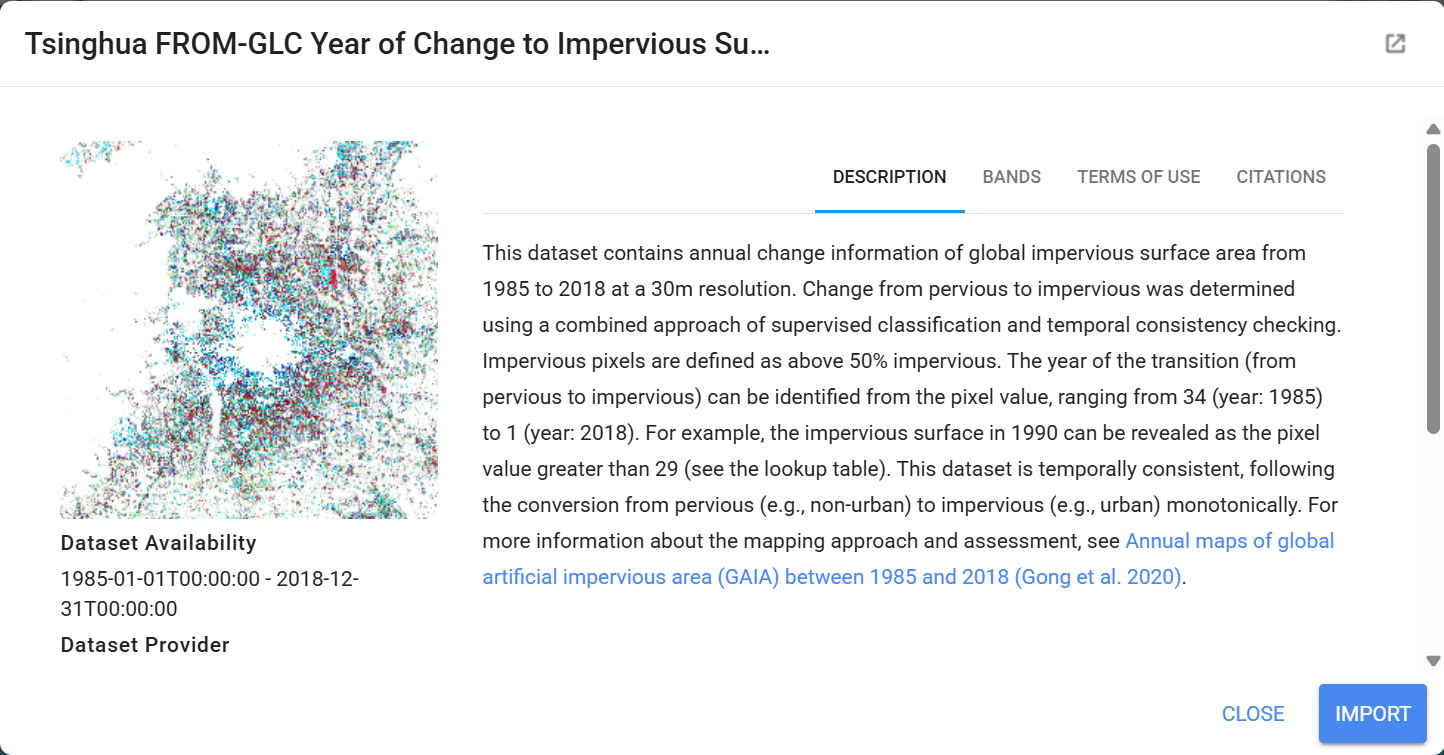 Tsinghua FROM-GLC Year of Change to Impervious Su...
DESCRIPTION
BANDS
TERMS OF USE
CITATIONS
This dataset contains annual change information of global impervious surface area from
1985 to 2018 at a 30m resolution. Change from pervious to impervious was determined
using a combined approach of supervised classification and temporal consistency checking.
Impervious pixels are defined as above 50% impervious. The year of the transition (from
pervious to impervious) can be identified from the pixel value, ranging from 34 (year: 1985)
to 1 (year: 2018). For example, the impervious surface in 1990 can be revealed as the pixel
value greater than 29 (see the lookup table). This dataset is temporally consistent, following
the conversion from pervious (e.g., non-urban) to impervious (e.g., urban) monotonically. For
more information about the mapping approach and assessment, see Annual maps of global
artificial impervious area (GAIA) between 1985 and 2018 (Gong et al. 2020).
Dataset Availability
1985-01-01T00:00:00 - 2018-12-
31T00:00:00
Dataset Provider
CLOSE
IMPORT